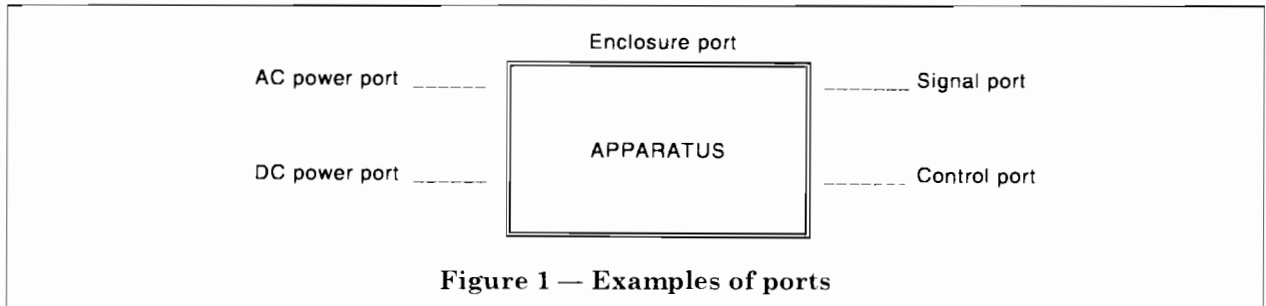 Enclosure port
AC power port
Signal port
APPARATUS
DC power port
Control port
Figure 1 — Examples of ports